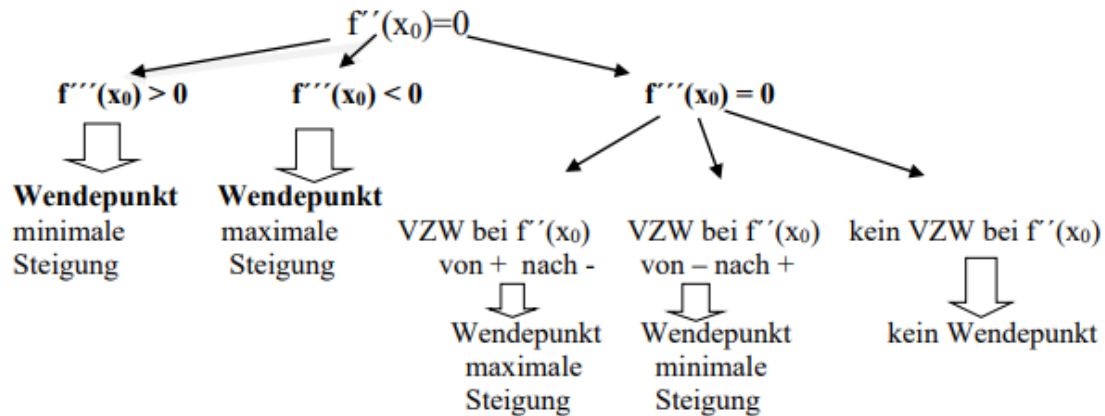 f´´(x₀)=0
f´´´(x₀) > 0
f´´´(x₀) < 0
f´´´(x₀) = 0
Wendepunkt
minimale
Steigung
Wendepunkt
maximale
Steigung
VZW bei f´´(x₀)
von + nach -
VZW bei f´´(x₀)
von – nach +
kein VZW bei f´´(x₀)
Wendepunkt
maximale
Steigung
Wendepunkt
minimale
Steigung
kein Wendepunkt